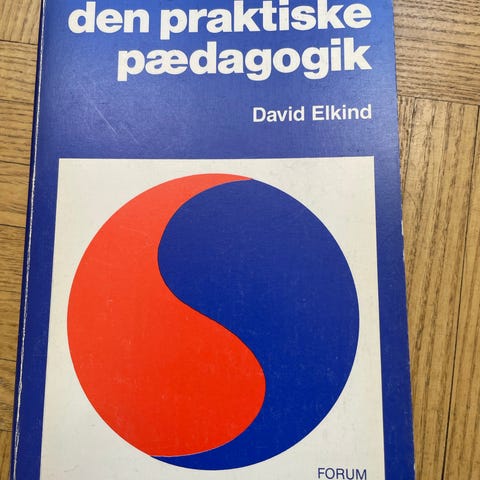 den praktiske
pædagogik
David Elkind
FORUM